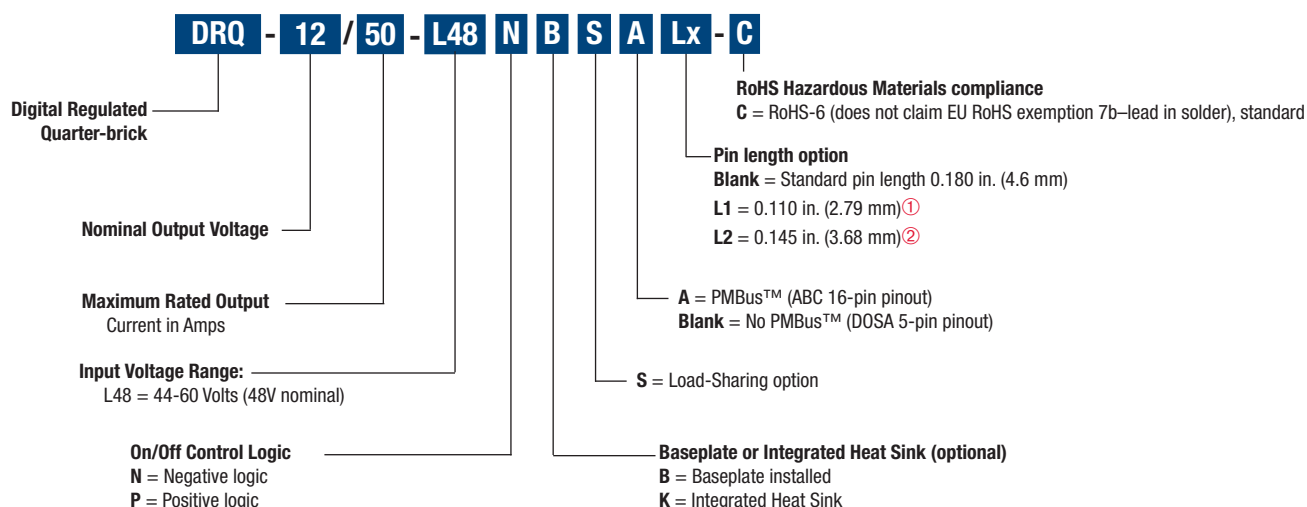 DRQ - 12 / 50 - L48 N B S A Lx - C
RoHS Hazardous Materials compliance
C = RoHS-6 (does not claim EU RoHS exemption 7b–lead in solder), standard
Digital Regulated
Quarter-brick
Pin length option
Blank = Standard pin length 0.180 in. (4.6 mm)
L1 = 0.110 in. (2.79 mm)①
L2 = 0.145 in. (3.68 mm)②
Nominal Output Voltage
A = PMBus™ (ABC 16-pin pinout)
Blank = No PMBus™ (DOSA 5-pin pinout)
Maximum Rated Output
Current in Amps
Input Voltage Range:
L48 = 44-60 Volts (48V nominal)
S = Load-Sharing option
On/Off Control Logic
N = Negative logic
P = Positive logic
Baseplate or Integrated Heat Sink (optional)
B = Baseplate installed
K = Integrated Heat Sink